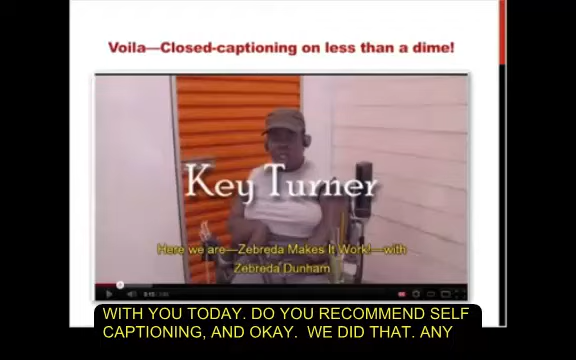 Voila—Closed-captioning on less than a dime!
Key Turner
Here we are—Zebreda Makes It Work!—with
Zebreda Dunham
WITH YOU TODAY. DO YOU RECOMMEND SELF
CAPTIONING, AND OKAY.  WE DID THAT. ANY